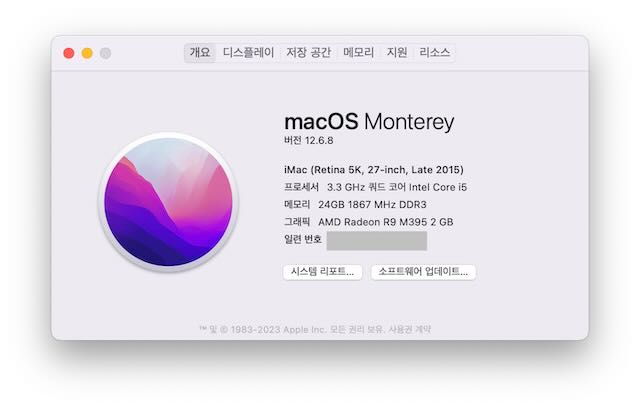 개요 디스플레이 저장 공간 메모리 지원 리소스
macOS Monterey
버전 12.6.8
iMac (Retina 5K, 27-inch, Late 2015)
프로세서 3.3 GHz 쿼드 코어 Intel Core i5
메모리 24GB 1867 MHz DDR3
그래픽 AMD Radeon R9 M395 2 GB
일련 번호
시스템 리포트... 소프트웨어 업데이트...
™ 및 © 1983-2023 Apple Inc. 모든 권리 보유. 사용권 계약